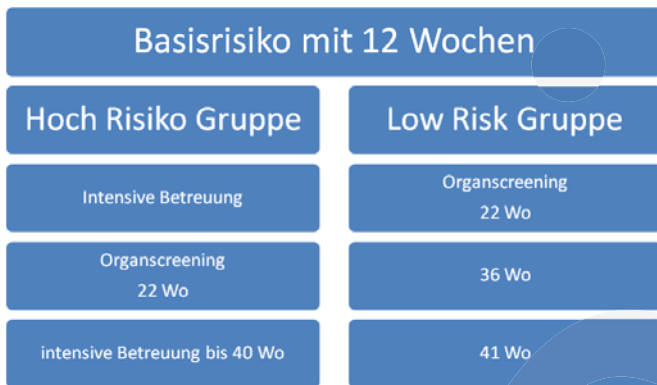 Basisrisiko mit 12 Wochen
Hoch Risiko Gruppe
Intensive Betreuung
Organscreening
22 Wo
intensive Betreuung bis 40 Wo
Low Risk Gruppe
Organscreening
22 Wo
36 Wo
41 Wo